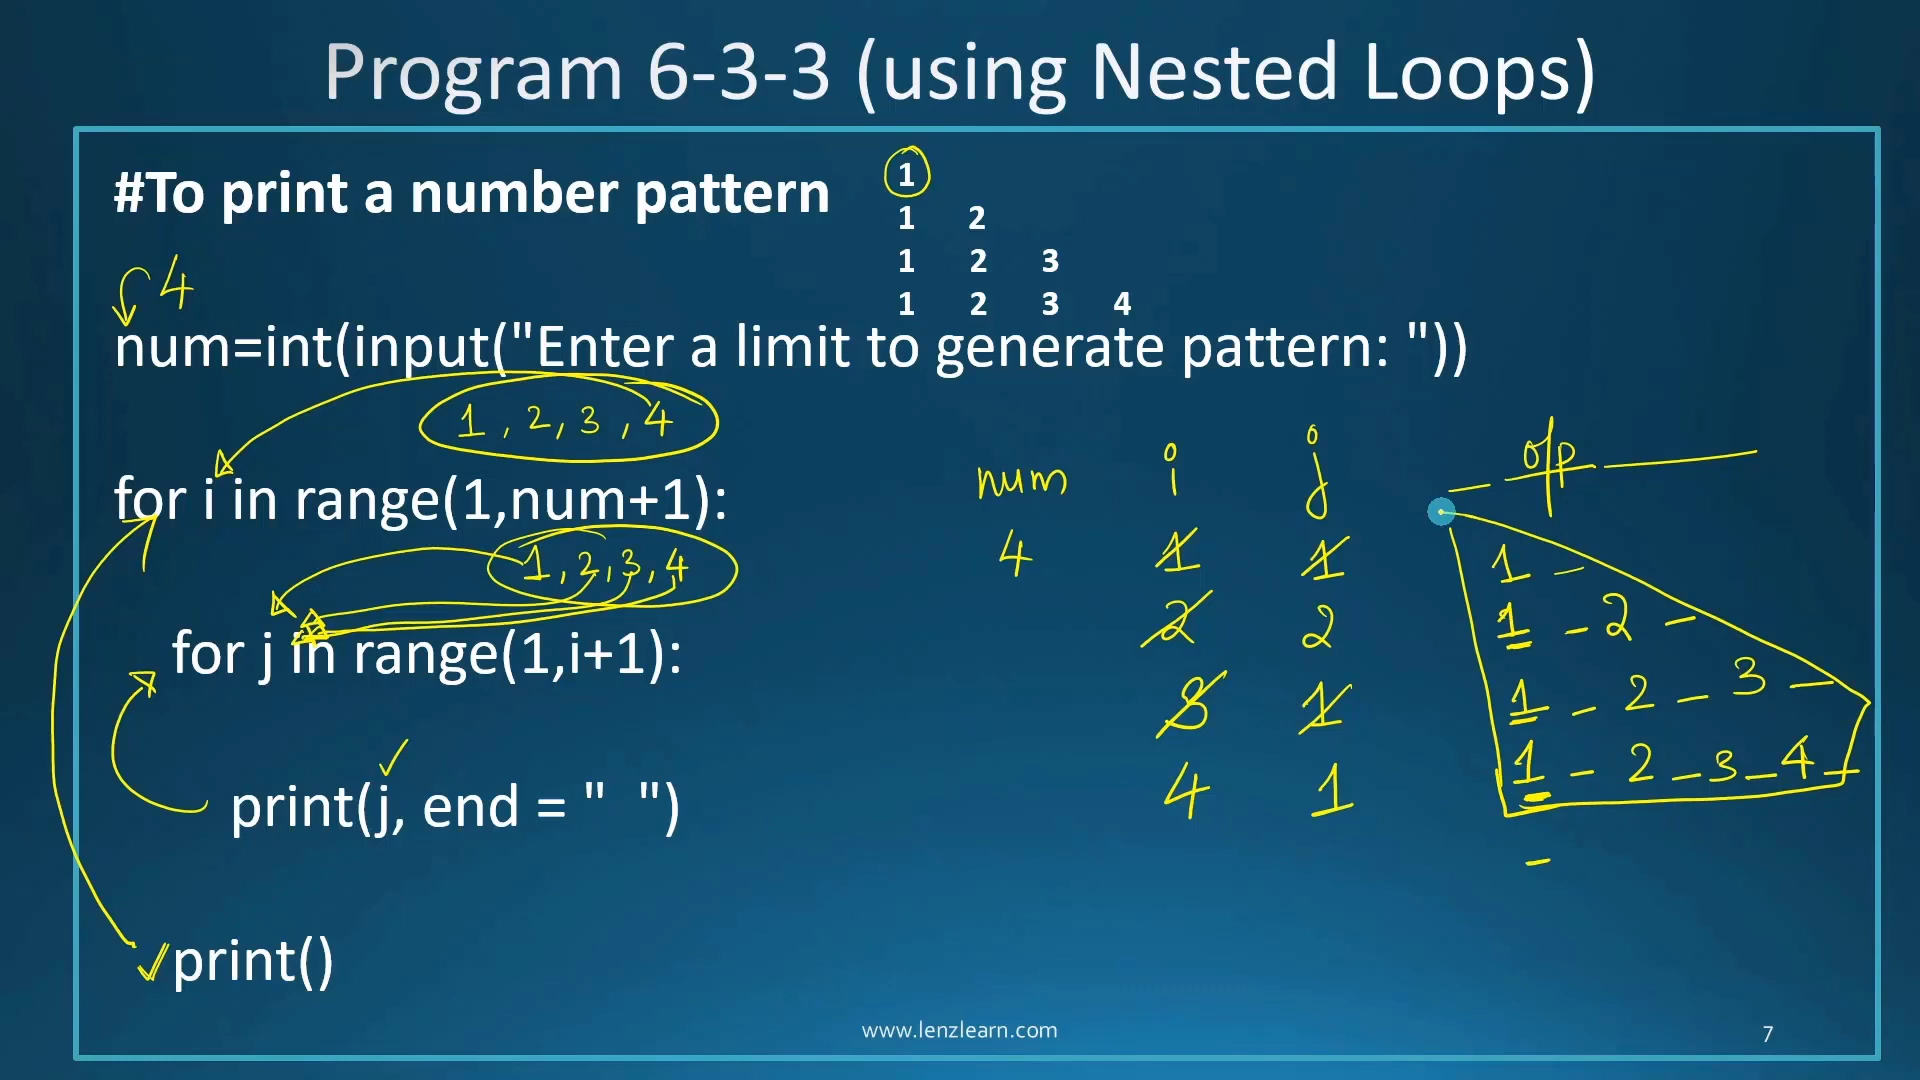 Program 6-3-3 (using Nested Loops)
#To print a number pattern
1
1 2
1 2 3
1 2 3 4
4
num=int(input("Enter a limit to generate pattern: "))
1, 2, 3, 4
for i in range(1,num+1):
1, 2, 3, 4
for j in range(1,i+1):
print(j, end = "  ")
print()
num i j o/p
4 1 1 1 -
2 2 1 - 2 -
3 1 1 - 2 - 3 -
4 1 1 - 2 - 3 - 4 -
-
www.lenzlearn.com
7